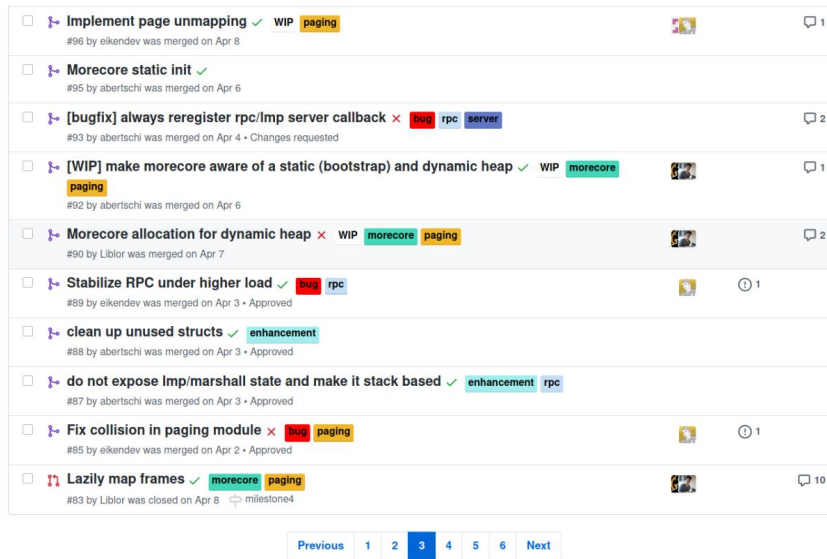 Implement page unmapping WIP paging 1
#96 by eikendev was merged on Apr 8
Morecore static init
#95 by abertschi was merged on Apr 6
[bugfix] always reregister rpc/lmp server callback bug rpc server 2
#93 by abertschi was merged on Apr 4 • Changes requested
[WIP] make morecore aware of a static (bootstrap) and dynamic heap WIP morecore 1
paging
#92 by abertschi was merged on Apr 6
Morecore allocation for dynamic heap WIP morecore paging 2
#90 by Liblor was merged on Apr 7
Stabilize RPC under higher load bug rpc 1
#89 by eikendev was merged on Apr 3 • Approved
clean up unused structs enhancement
#88 by abertschi was merged on Apr 3 • Approved
do not expose lmp/marshall state and make it stack based enhancement rpc
#87 by abertschi was merged on Apr 3 • Approved
Fix collision in paging module bug paging 1
#85 by eikendev was merged on Apr 2 • Approved
Lazily map frames morecore paging 10
#83 by Liblor was closed on Apr 8 milestone4
Previous 1 2 3 4 5 6 Next